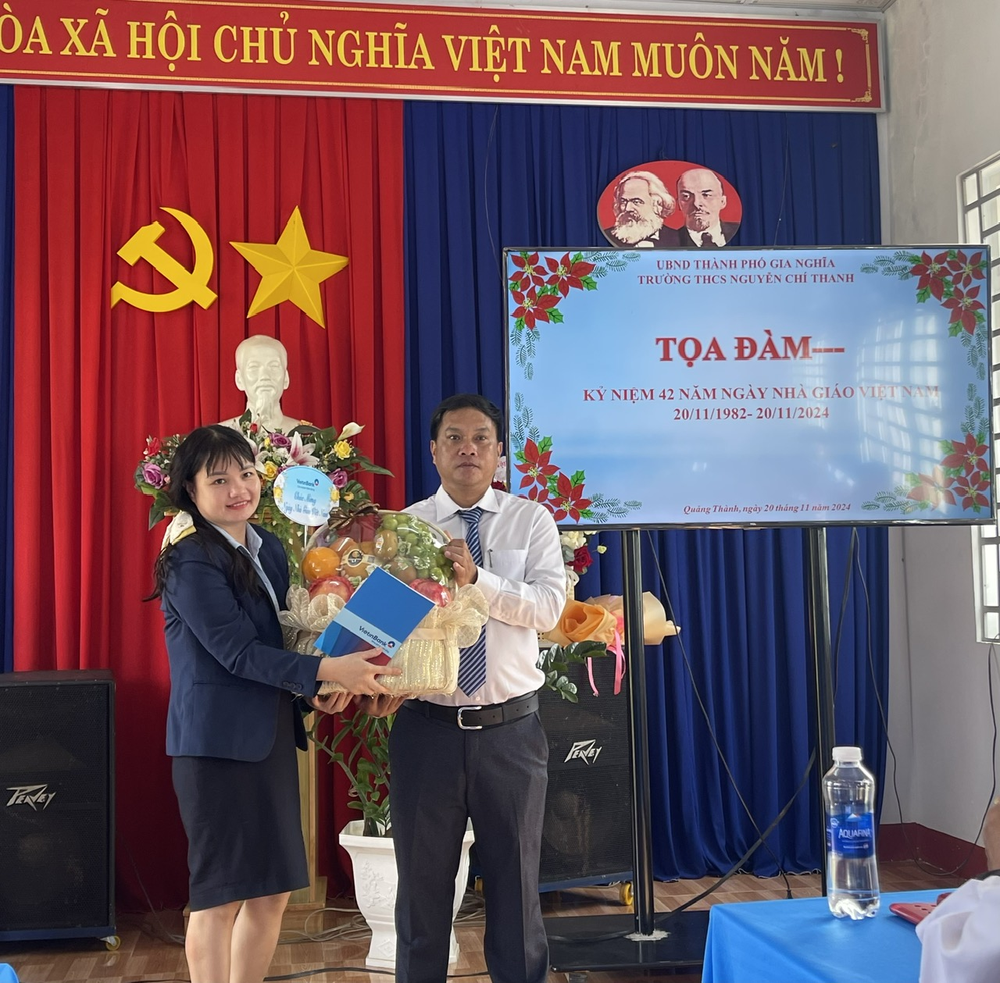 ÒA XÃ HỘI CHỦ NGHĨA VIỆT NAM MUÔN NĂM !
UBND THÀNH PHỐ GIA NGHĨA
TRƯỜNG THCS NGUYỄN CHÍ THANH
TỌA ĐÀM---
KỶ NIỆM 42 NĂM NGÀY NHÀ GIÁO VIỆT NAM
20/11/1982- 20/11/2024
Quảng Thành, ngày 20 tháng 11 năm 2024
VietinBank
Chúc Mừng
Ngày Nhà Giáo Việt Nam
VietinBank
PEAVEY
PEAVEY
AQUAFINA